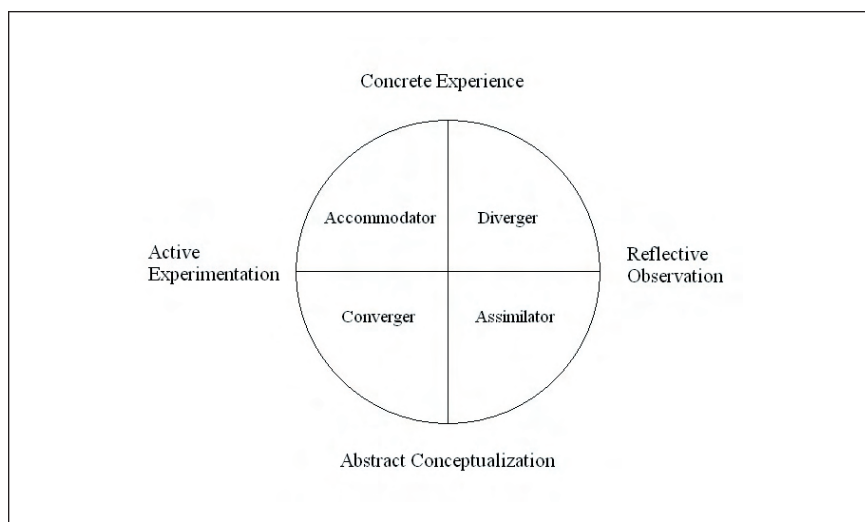 Concrete Experience
Accommodator
Diverger
Active
Experimentation
Reflective
Observation
Converger
Assimilator
Abstract Conceptualization